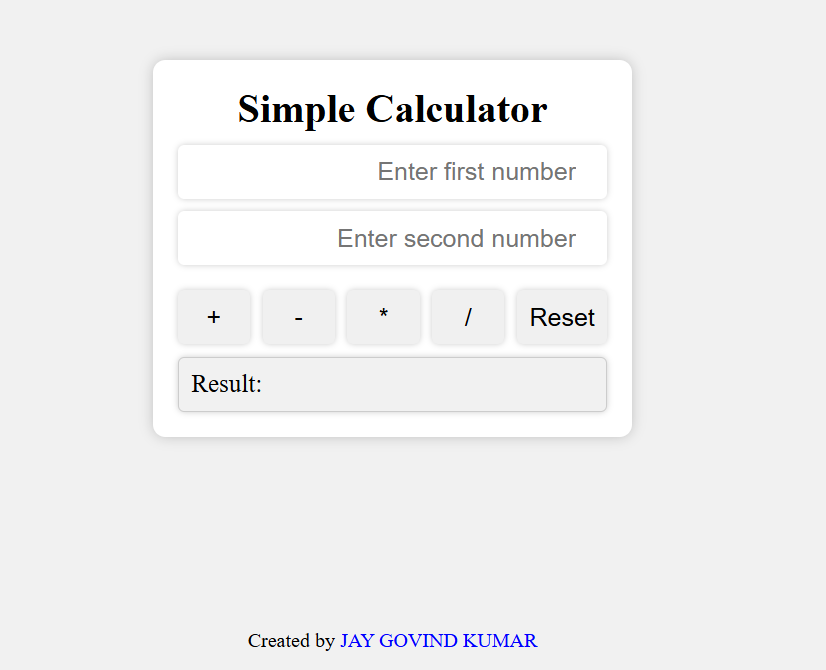 Simple Calculator
Enter first number
Enter second number
+ - * / Reset
Result:
Created by JAY GOVIND KUMAR